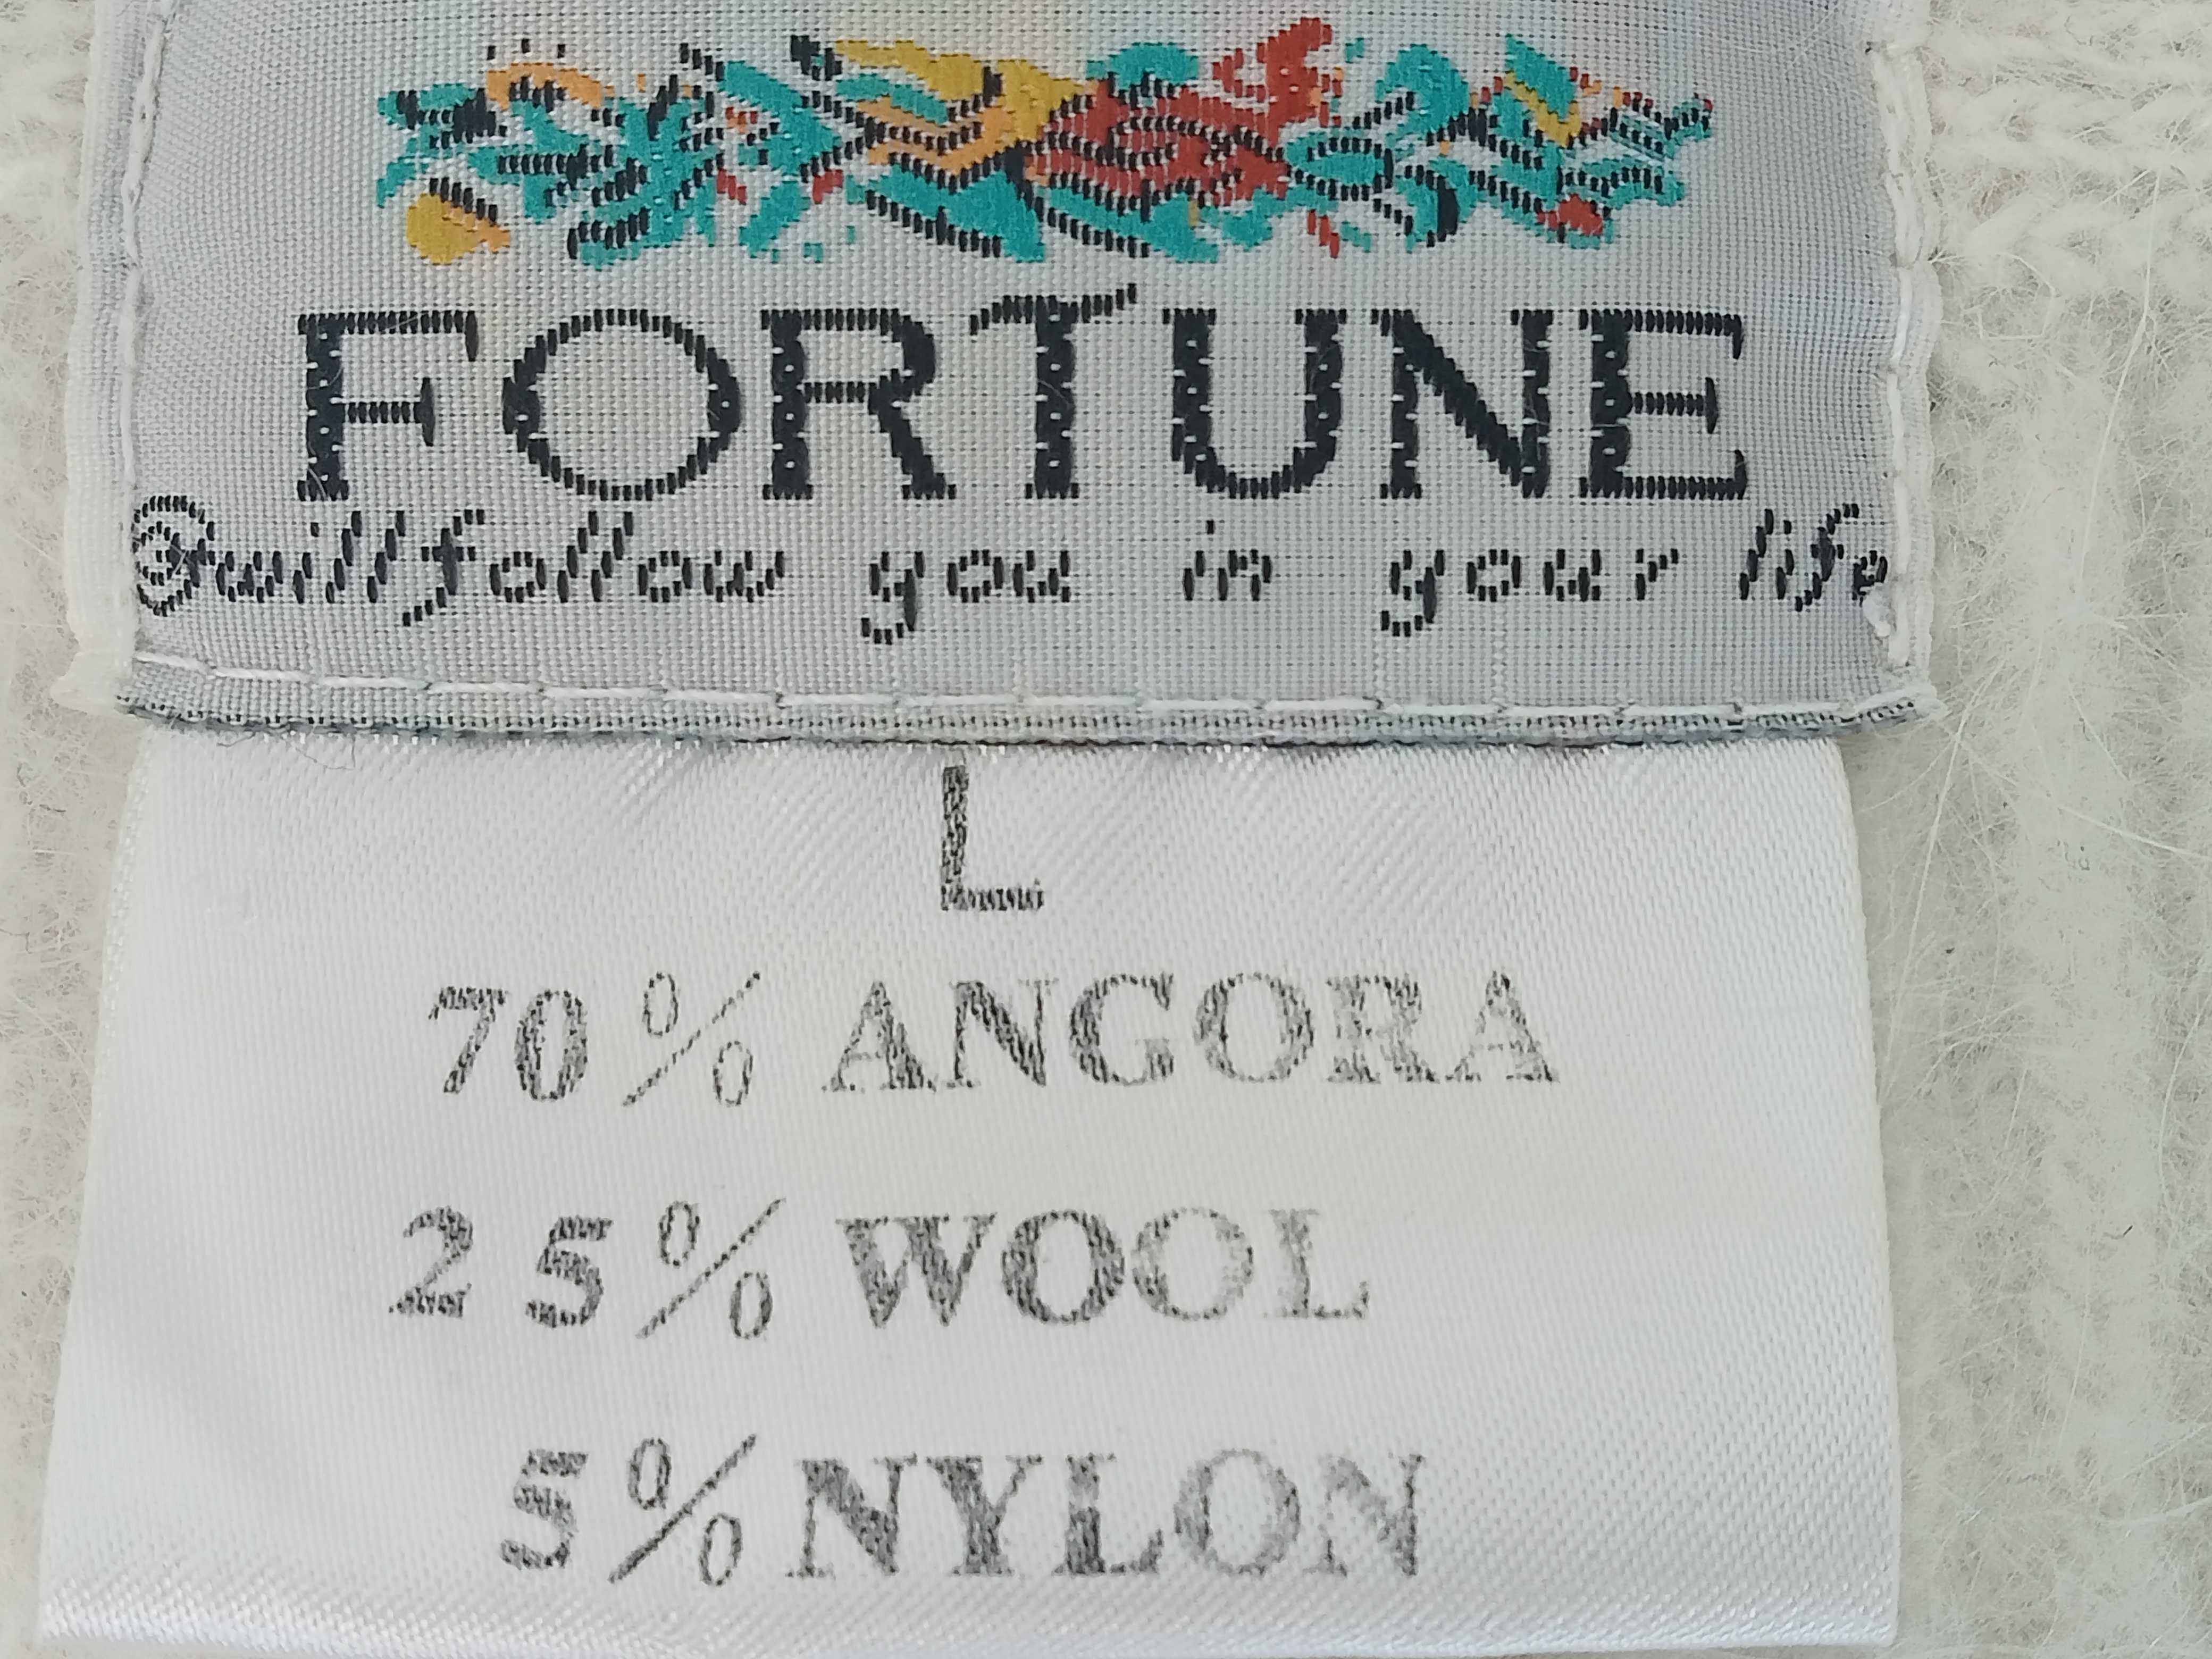 FORTUNE
will follow you in your life
L
70% ANGORA
25% WOOL
5% NYLON